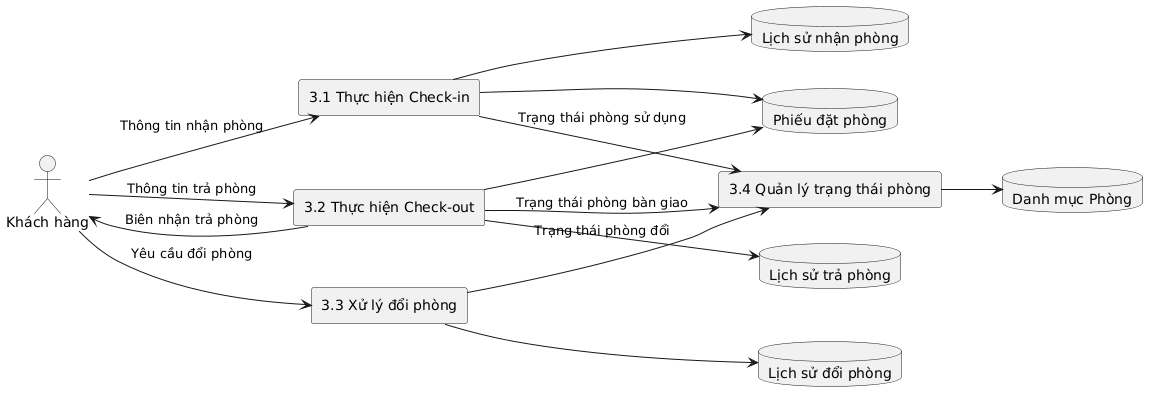 Lịch sử nhận phòng
3.1 Thực hiện Check-in
Phiếu đặt phòng
Trạng thái phòng sử dụng
Thông tin nhận phòng
Khách hàng
Thông tin trả phòng
3.2 Thực hiện Check-out
Biên nhận trả phòng
3.4 Quản lý trạng thái phòng
Danh mục Phòng
Trạng thái phòng bàn giao
Trạng thái phòng đổi
Yêu cầu đổi phòng
Lịch sử trả phòng
3.3 Xử lý đổi phòng
Lịch sử đổi phòng